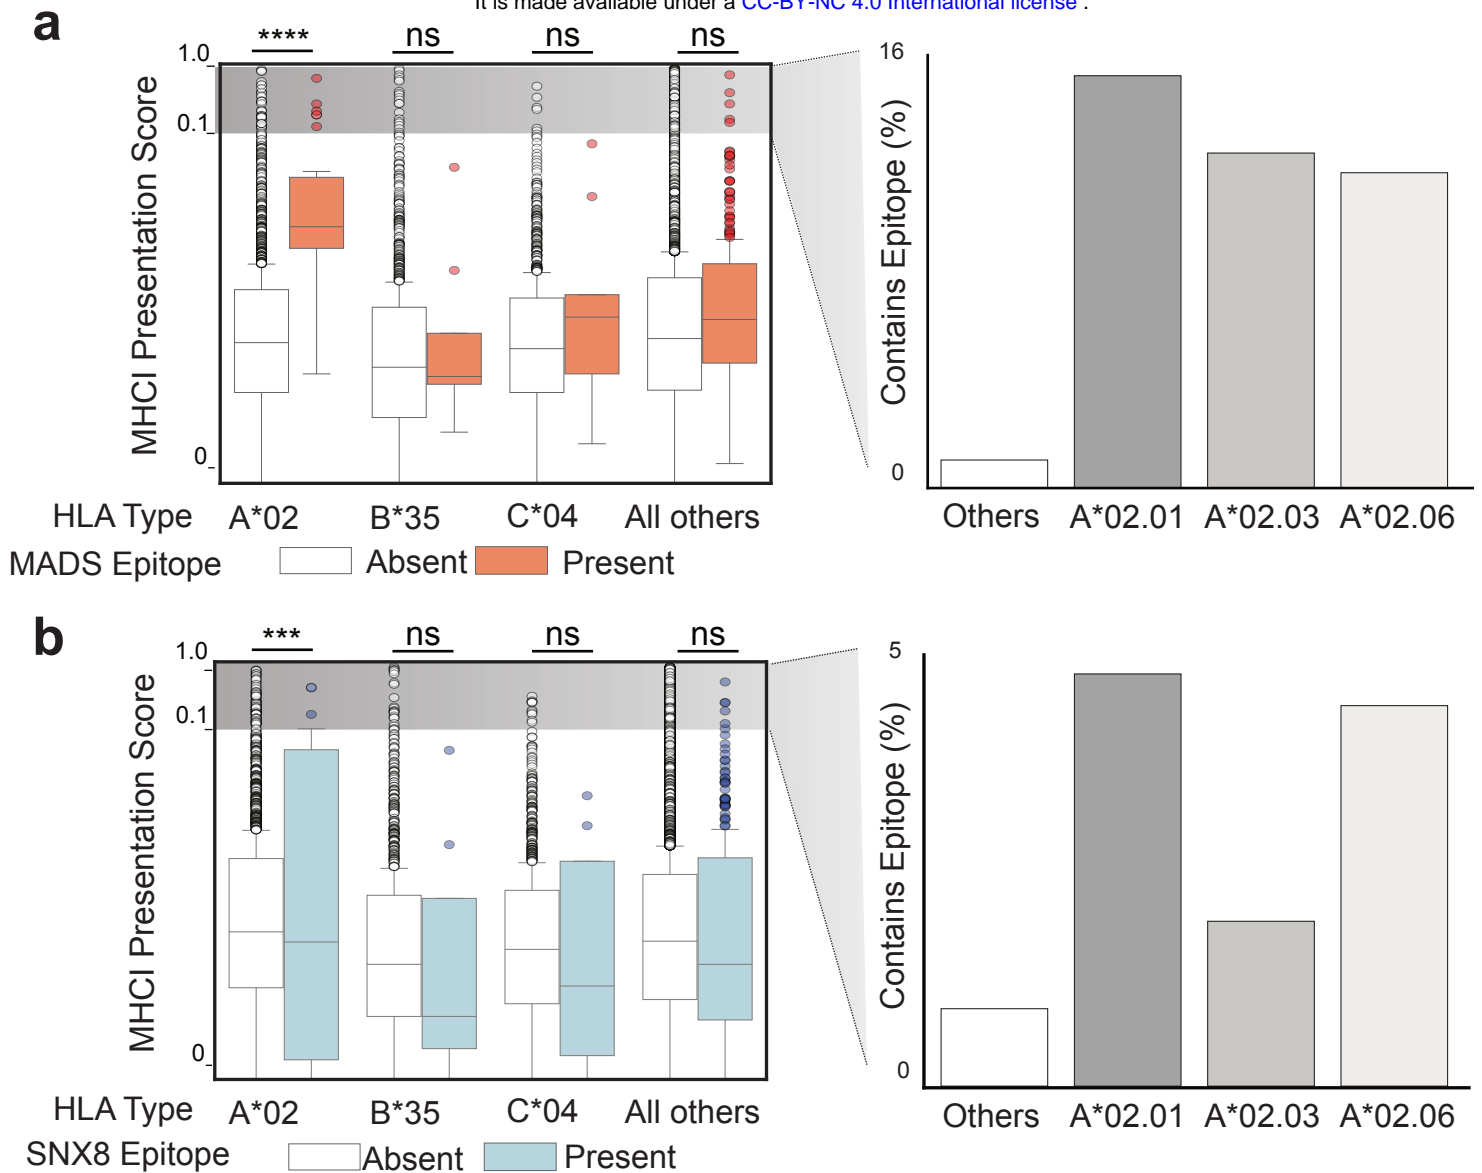 It is made available under a CC-BY-NC 4.0 International license .
a
**** ns ns ns
1.0
0.1
0
MHCI Presentation Score
HLA Type A*02 B*35 C*04 All others
MADS Epitope Absent Present
16
0
Contains Epitope (%)
Others A*02.01 A*02.03 A*02.06
b
*** ns ns ns
1.0
0.1
0
MHCI Presentation Score
HLA Type A*02 B*35 C*04 All others
SNX8 Epitope Absent Present
5
0
Contains Epitope (%)
Others A*02.01 A*02.03 A*02.06